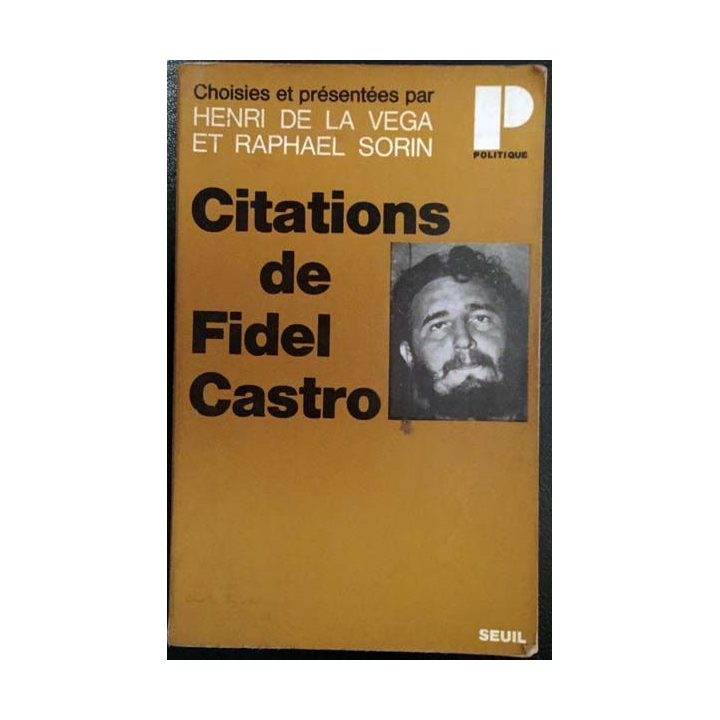 Choisies et présentées par
HENRI DE LA VEGA
ET RAPHAEL SORIN
P
POLITIQUE
Citations
de
Fidel
Castro
SEUIL